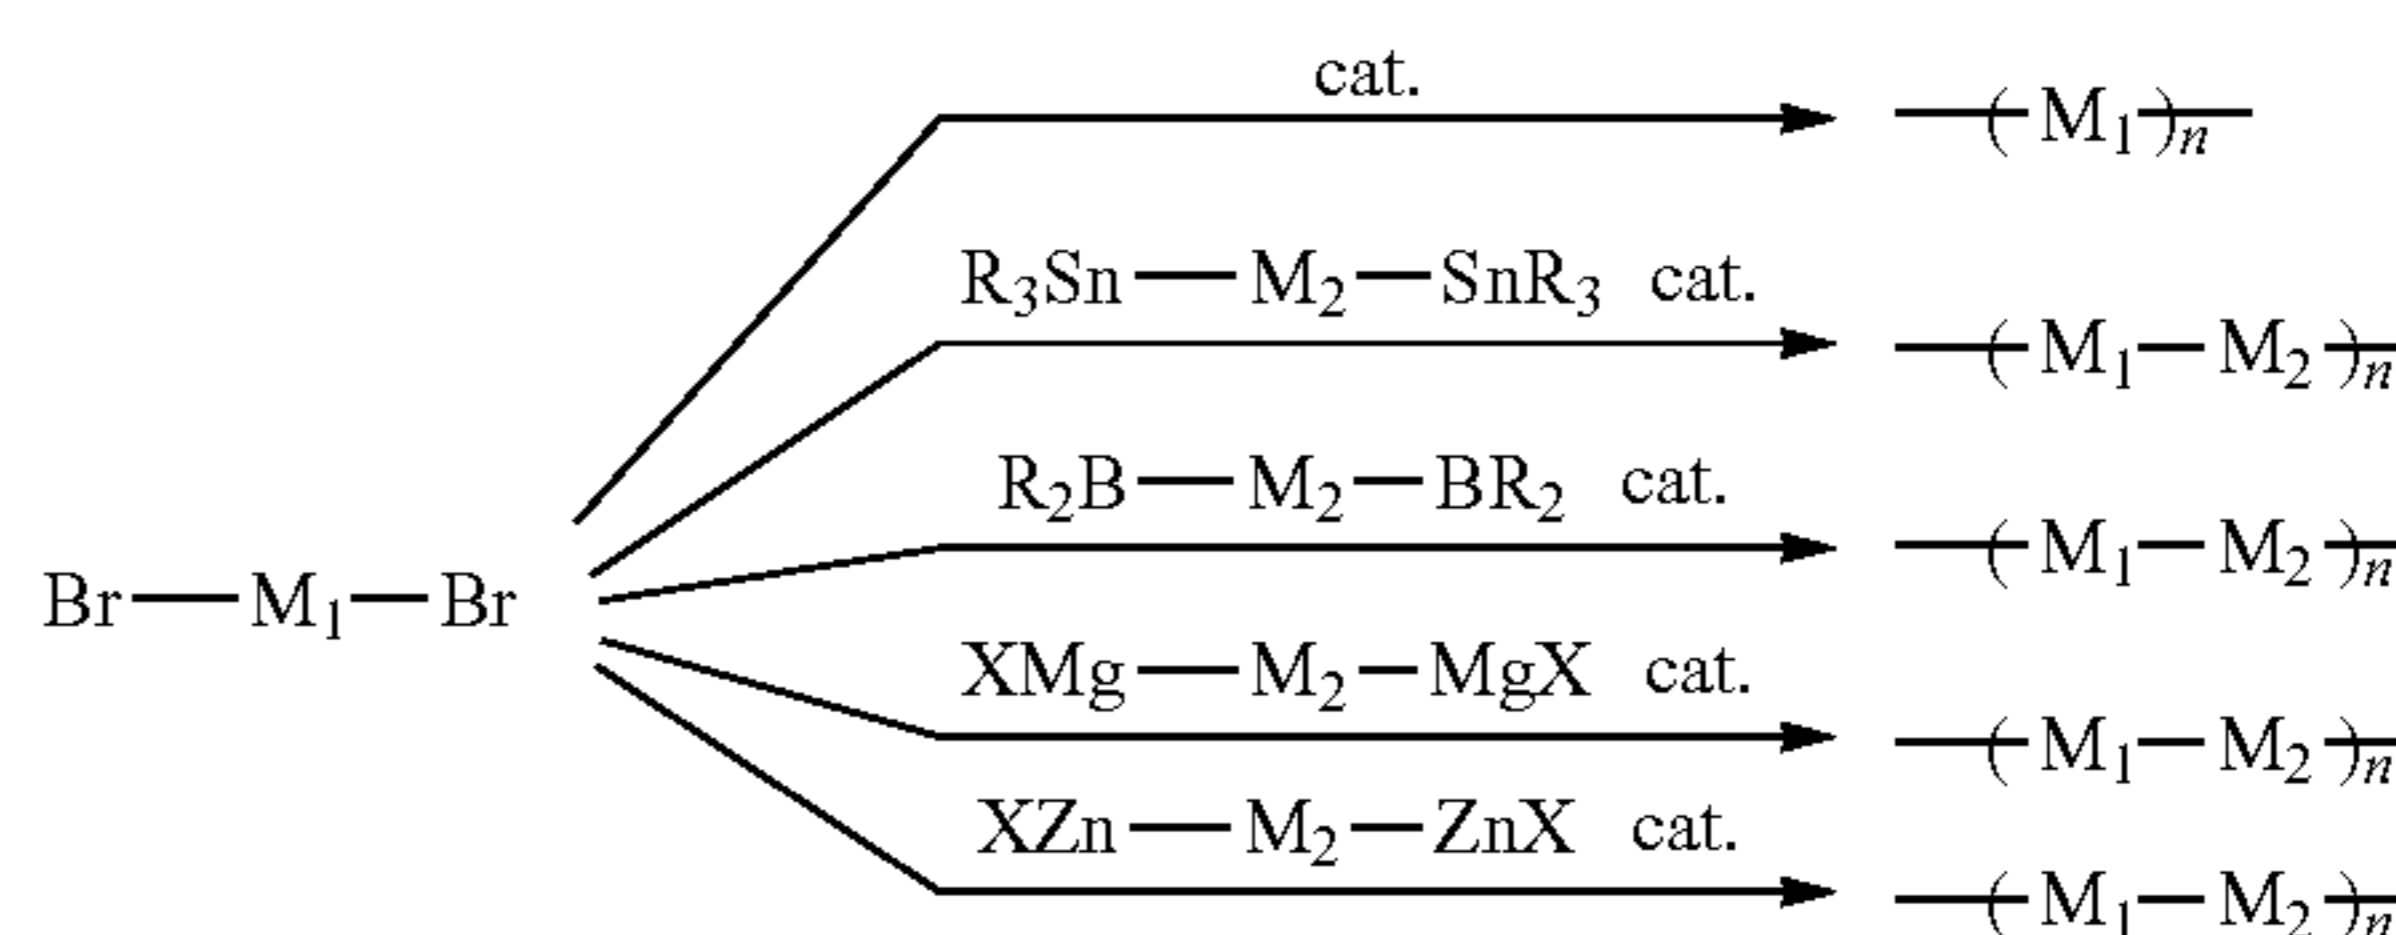 cat.
—( M₁ )ₙ—
R₃Sn — M₂ — SnR₃ cat.
—( M₁ — M₂ )ₙ
R₂B — M₂ — BR₂ cat.
—( M₁ — M₂ )ₙ
Br — M₁ — Br
XMg — M₂ — MgX cat.
—( M₁ — M₂ )ₙ
XZn — M₂ — ZnX cat.
—( M₁ — M₂ )ₙ